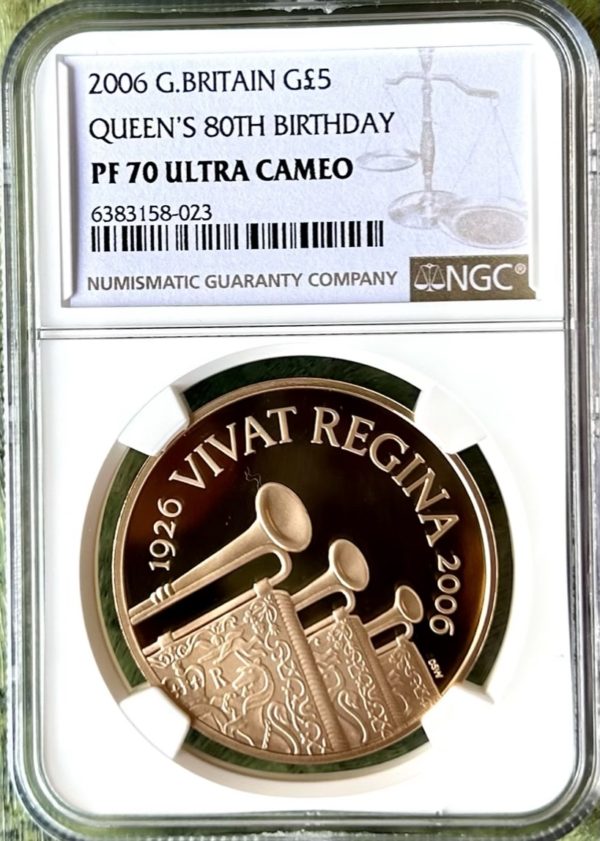 2006 G.BRITAIN G£5
QUEEN'S 80TH BIRTHDAY
PF 70 ULTRA CAMEO
6383158-023
NUMISMATIC GUARANTY COMPANY
NGC®
1926 VIVAT REGINA 2006
R
DSW